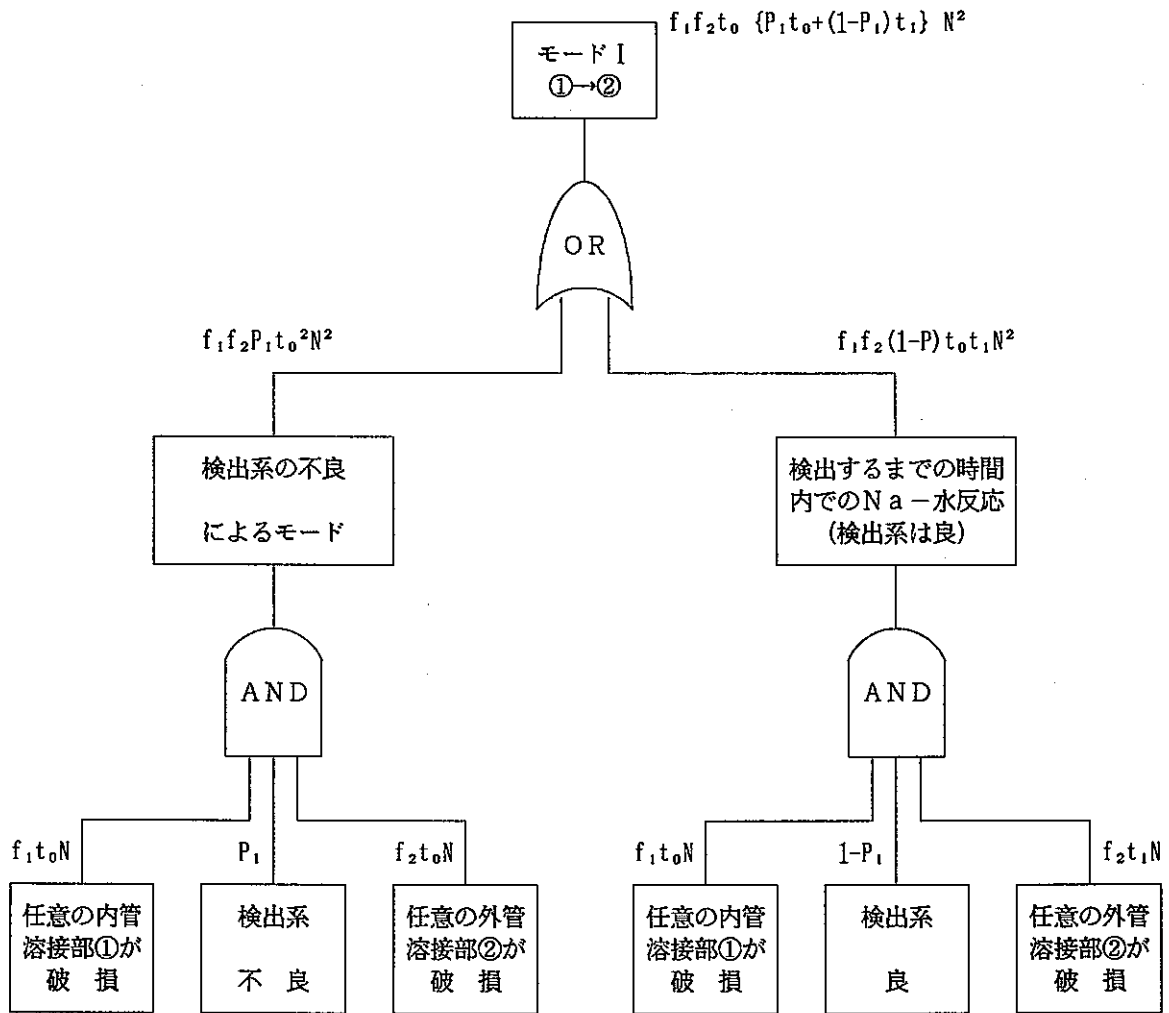 f₁f₂t₀ {P₁t₀+(1-P₁)t₁} N²
モードⅠ
①→②
OR
f₁f₂P₁t₀²N²
f₁f₂(1-P)t₀t₁N²
検出系の不良
によるモード
検出するまでの時間
内でのNa-水反応
(検出系は良)
AND
AND
f₁t₀N
P₁
f₂t₀N
f₁t₀N
1-P₁
f₂t₁N
任意の内管
溶接部①が
破 損
検出系
不 良
任意の外管
溶接部②が
破 損
任意の内管
溶接部①が
破 損
検出系
良
任意の外管
溶接部②が
破 損